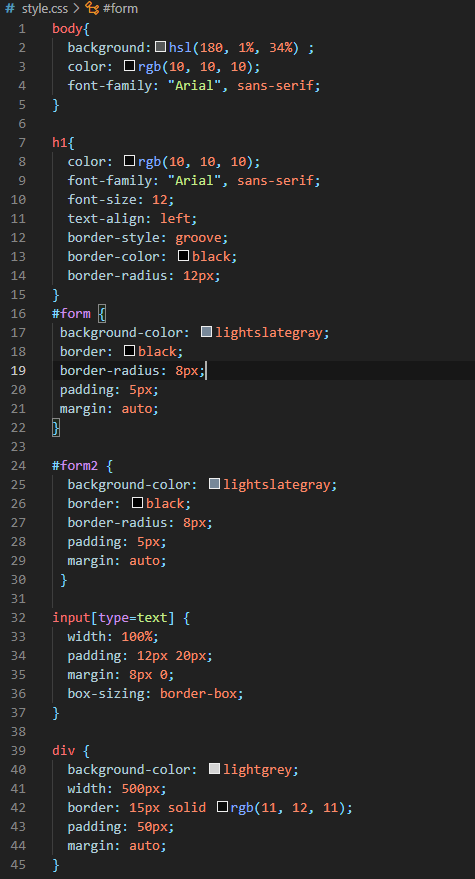 # style.css > #form
1 body{
2 background: hsl(180, 1%, 34%) ;
3 color: rgb(10, 10, 10);
4 font-family: "Arial", sans-serif;
5 }
6
7 h1{
8 color: rgb(10, 10, 10);
9 font-family: "Arial", sans-serif;
10 font-size: 12;
11 text-align: left;
12 border-style: groove;
13 border-color: black;
14 border-radius: 12px;
15 }
16 #form {
17 background-color: lightslategray;
18 border: black;
19 border-radius: 8px;
20 padding: 5px;
21 margin: auto;
22 }
23
24 #form2 {
25 background-color: lightslategray;
26 border: black;
27 border-radius: 8px;
28 padding: 5px;
29 margin: auto;
30 }
31
32 input[type=text] {
33 width: 100%;
34 padding: 12px 20px;
35 margin: 8px 0;
36 box-sizing: border-box;
37 }
38
39 div {
40 background-color: lightgrey;
41 width: 500px;
42 border: 15px solid rgb(11, 12, 11);
43 padding: 50px;
44 margin: auto;
45 }